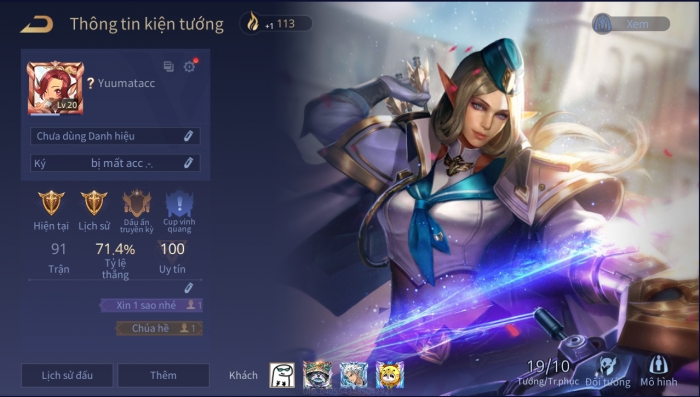 Thông tin kiện tướng
+1 113
Xem
? Yuumatacc
Lv.20
Chưa dùng Danh hiệu
Ký bị mất acc .-.
Hiện tại
Lịch sử
Dấu ấn truyền kỳ
Cup vinh quang
91
71.4%
100
Trận
Tỷ lệ thắng
Uy tín
Xin 1 sao nhé 1
Chúa hề 1
Lịch sử đấu
Thêm
Khách
19/10
Tướng/Tr.phục
Đổi tướng
Mô hình